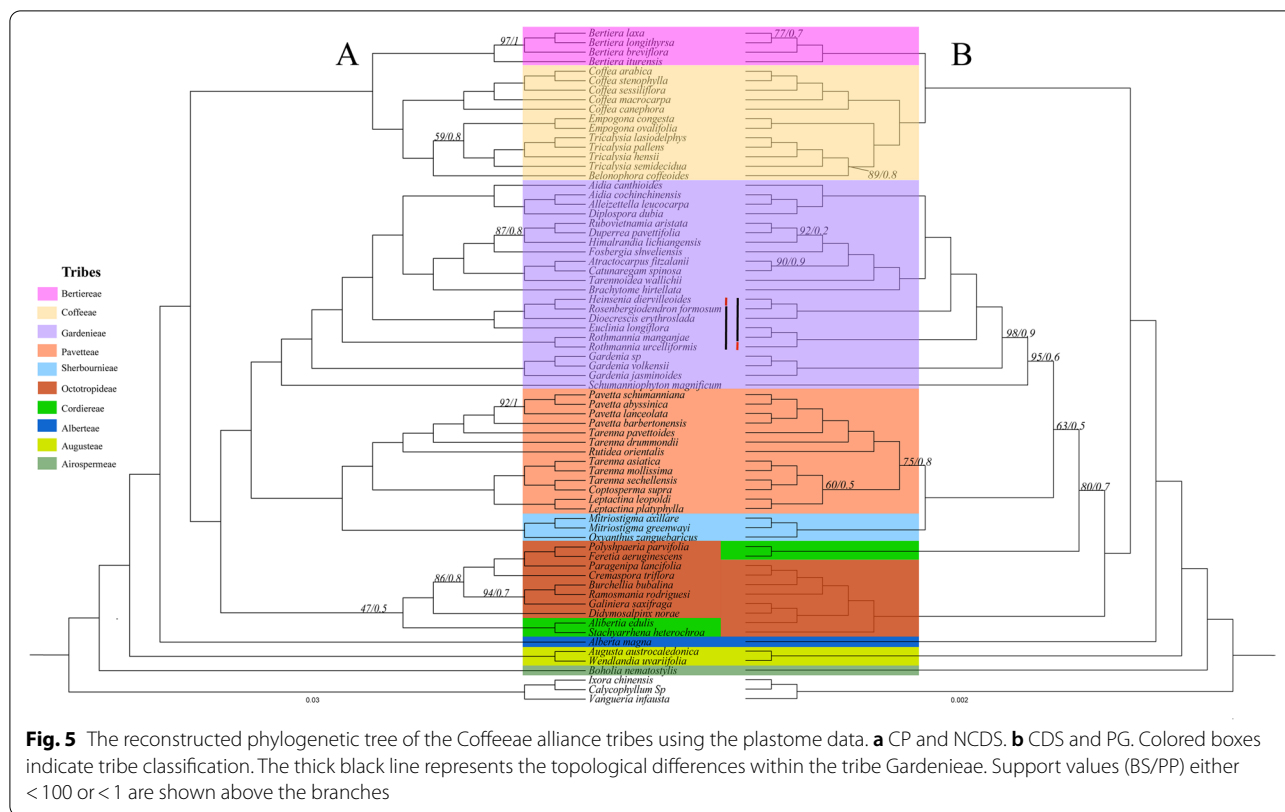 A
B
97/1
77/0.7
59/0.8
89/0.8
87/0.8
92/0.2
90/0.9
98/0.9
95/0.6
92/1
63/0.5
75/0.8
60/0.5
80/0.7
86/0.8
94/0.7
47/0.5
0.03
0.002
Bertiera laxa
Bertiera longithyrsa
Bertiera breviflora
Bertiera iturensis
Coffea arabica
Coffea stenophylla
Coffea sessiliflora
Coffea macrocarpa
Coffea canephora
Empogona congesta
Empogona ovalifolia
Tricalysia lasiodelphys
Tricalysia pallens
Tricalysia hensii
Tricalysia semidecidua
Belonophora coffeoides
Aidia canthioides
Aidia cochinchinensis
Alleizettella leucocarpa
Diplospora dubia
Rubovietnamia aristata
Duperrea pavettifolia
Himalrandia lichiangensis
Fosbergia shweliensis
Atractocarpus fitzalanii
Catunaregam spinosa
Tarennoidea wallichii
Brachytome hirtellata
Heinsenia diervilleoides
Rosenbergiodendron formosum
Dioecrescis erythroslada
Euclinia longiflora
Rothmannia manganjae
Rothmannia urcelliformis
Gardenia sp
Gardenia volkensii
Gardenia jasminoides
Schumanniophyton magnificum
Pavetta schumanniana
Pavetta abyssinica
Pavetta lanceolata
Pavetta barbertonensis
Tarenna pavettoides
Tarenna drummondii
Rutidea orientalis
Tarenna asiatica
Tarenna mollissima
Tarenna sechellensis
Coptosperma supra
Leptactina leopoldi
Leptactina platyphylla
Mitriostigma axillare
Mitriostigma greenwayi
Oxyanthus zanguebaricus
Polyshpaeria parvifolia
Feretia aeruginescens
Paragenipa lancifolia
Cremaspora triflora
Burchellia bubalina
Ramosmania rodriguesi
Galiniera saxifraga
Didymosalpinx norae
Alibertia edulis
Stachyarrhena heterochroa
Alberta magna
Augusta austrocaledonica
Wendlandia uvariifolia
Boholia nematostylis
Ixora chinensis
Calycophyllum Sp
Vangueria infausta
Tribes
Bertiereae
Coffeeae
Gardenieae
Pavetteae
Sherbournieae
Octotropideae
Cordiereae
Alberteae
Augusteae
Airospermeae
Fig. 5 The reconstructed phylogenetic tree of the Coffeeae alliance tribes using the plastome data. a CP and NCDS. b CDS and PG. Colored boxes
indicate tribe classification. The thick black line represents the topological differences within the tribe Gardenieae. Support values (BS/PP) either
< 100 or < 1 are shown above the branches